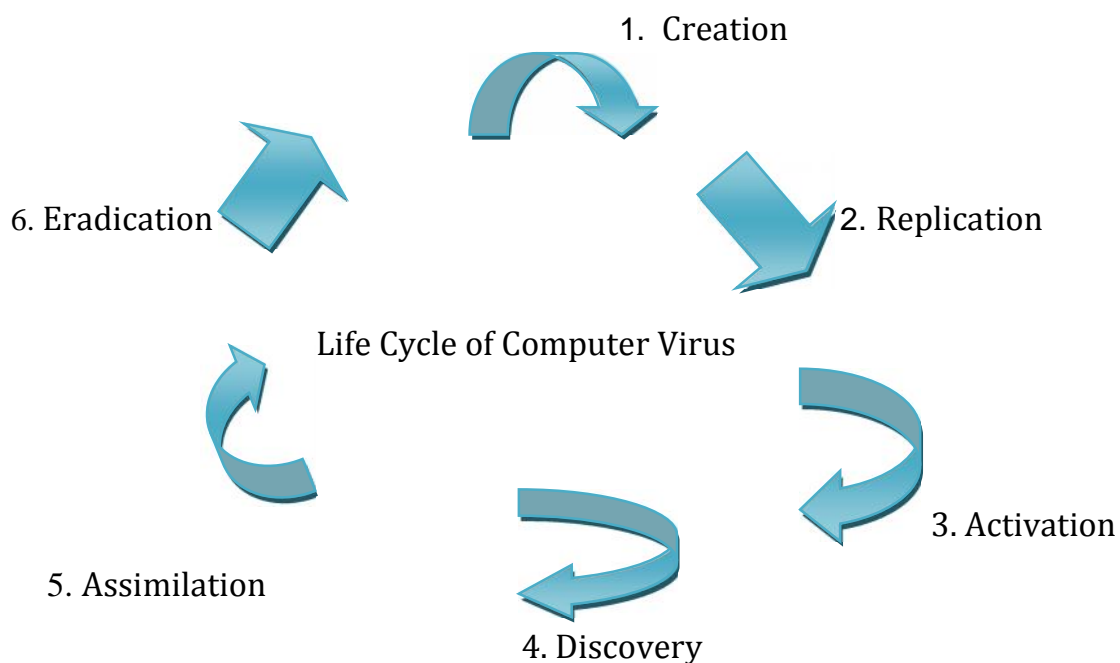 1. Creation
2. Replication
3. Activation
4. Discovery
5. Assimilation
6. Eradication
Life Cycle of Computer Virus